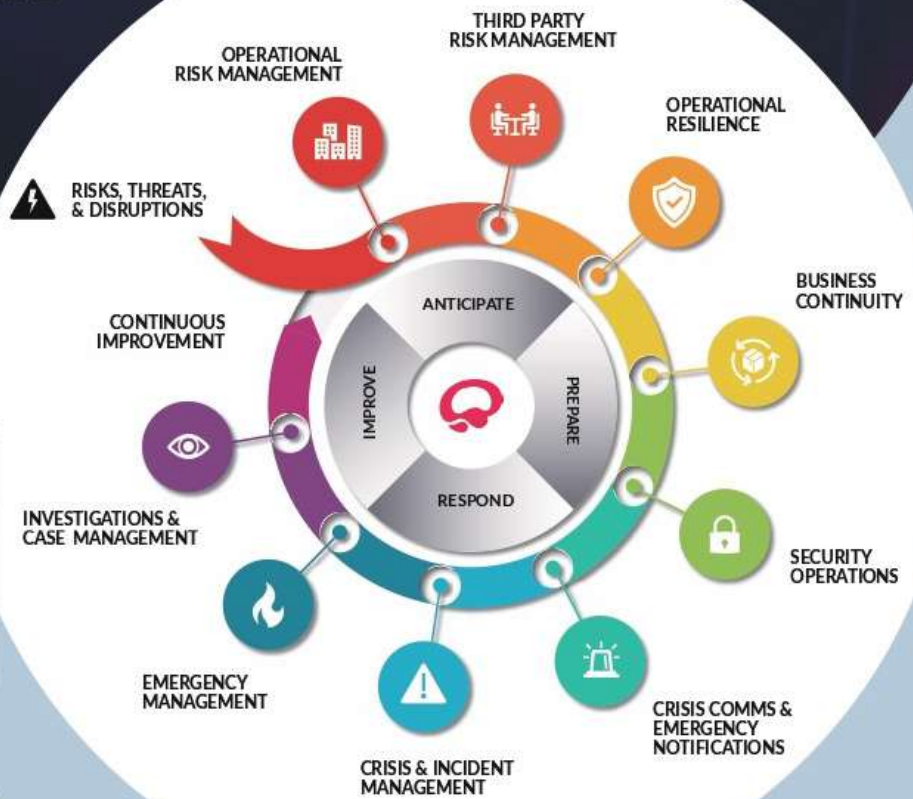 THIRD PARTY
RISK MANAGEMENT
OPERATIONAL
RISK MANAGEMENT
OPERATIONAL
RESILIENCE
RISKS, THREATS,
& DISRUPTIONS
BUSINESS
CONTINUITY
ANTICIPATE
CONTINUOUS
IMPROVEMENT
IMPROVE
PREPARE
RESPOND
INVESTIGATIONS &
CASE MANAGEMENT
SECURITY
OPERATIONS
EMERGENCY
MANAGEMENT
CRISIS COMMS &
EMERGENCY
NOTIFICATIONS
CRISIS & INCIDENT
MANAGEMENT